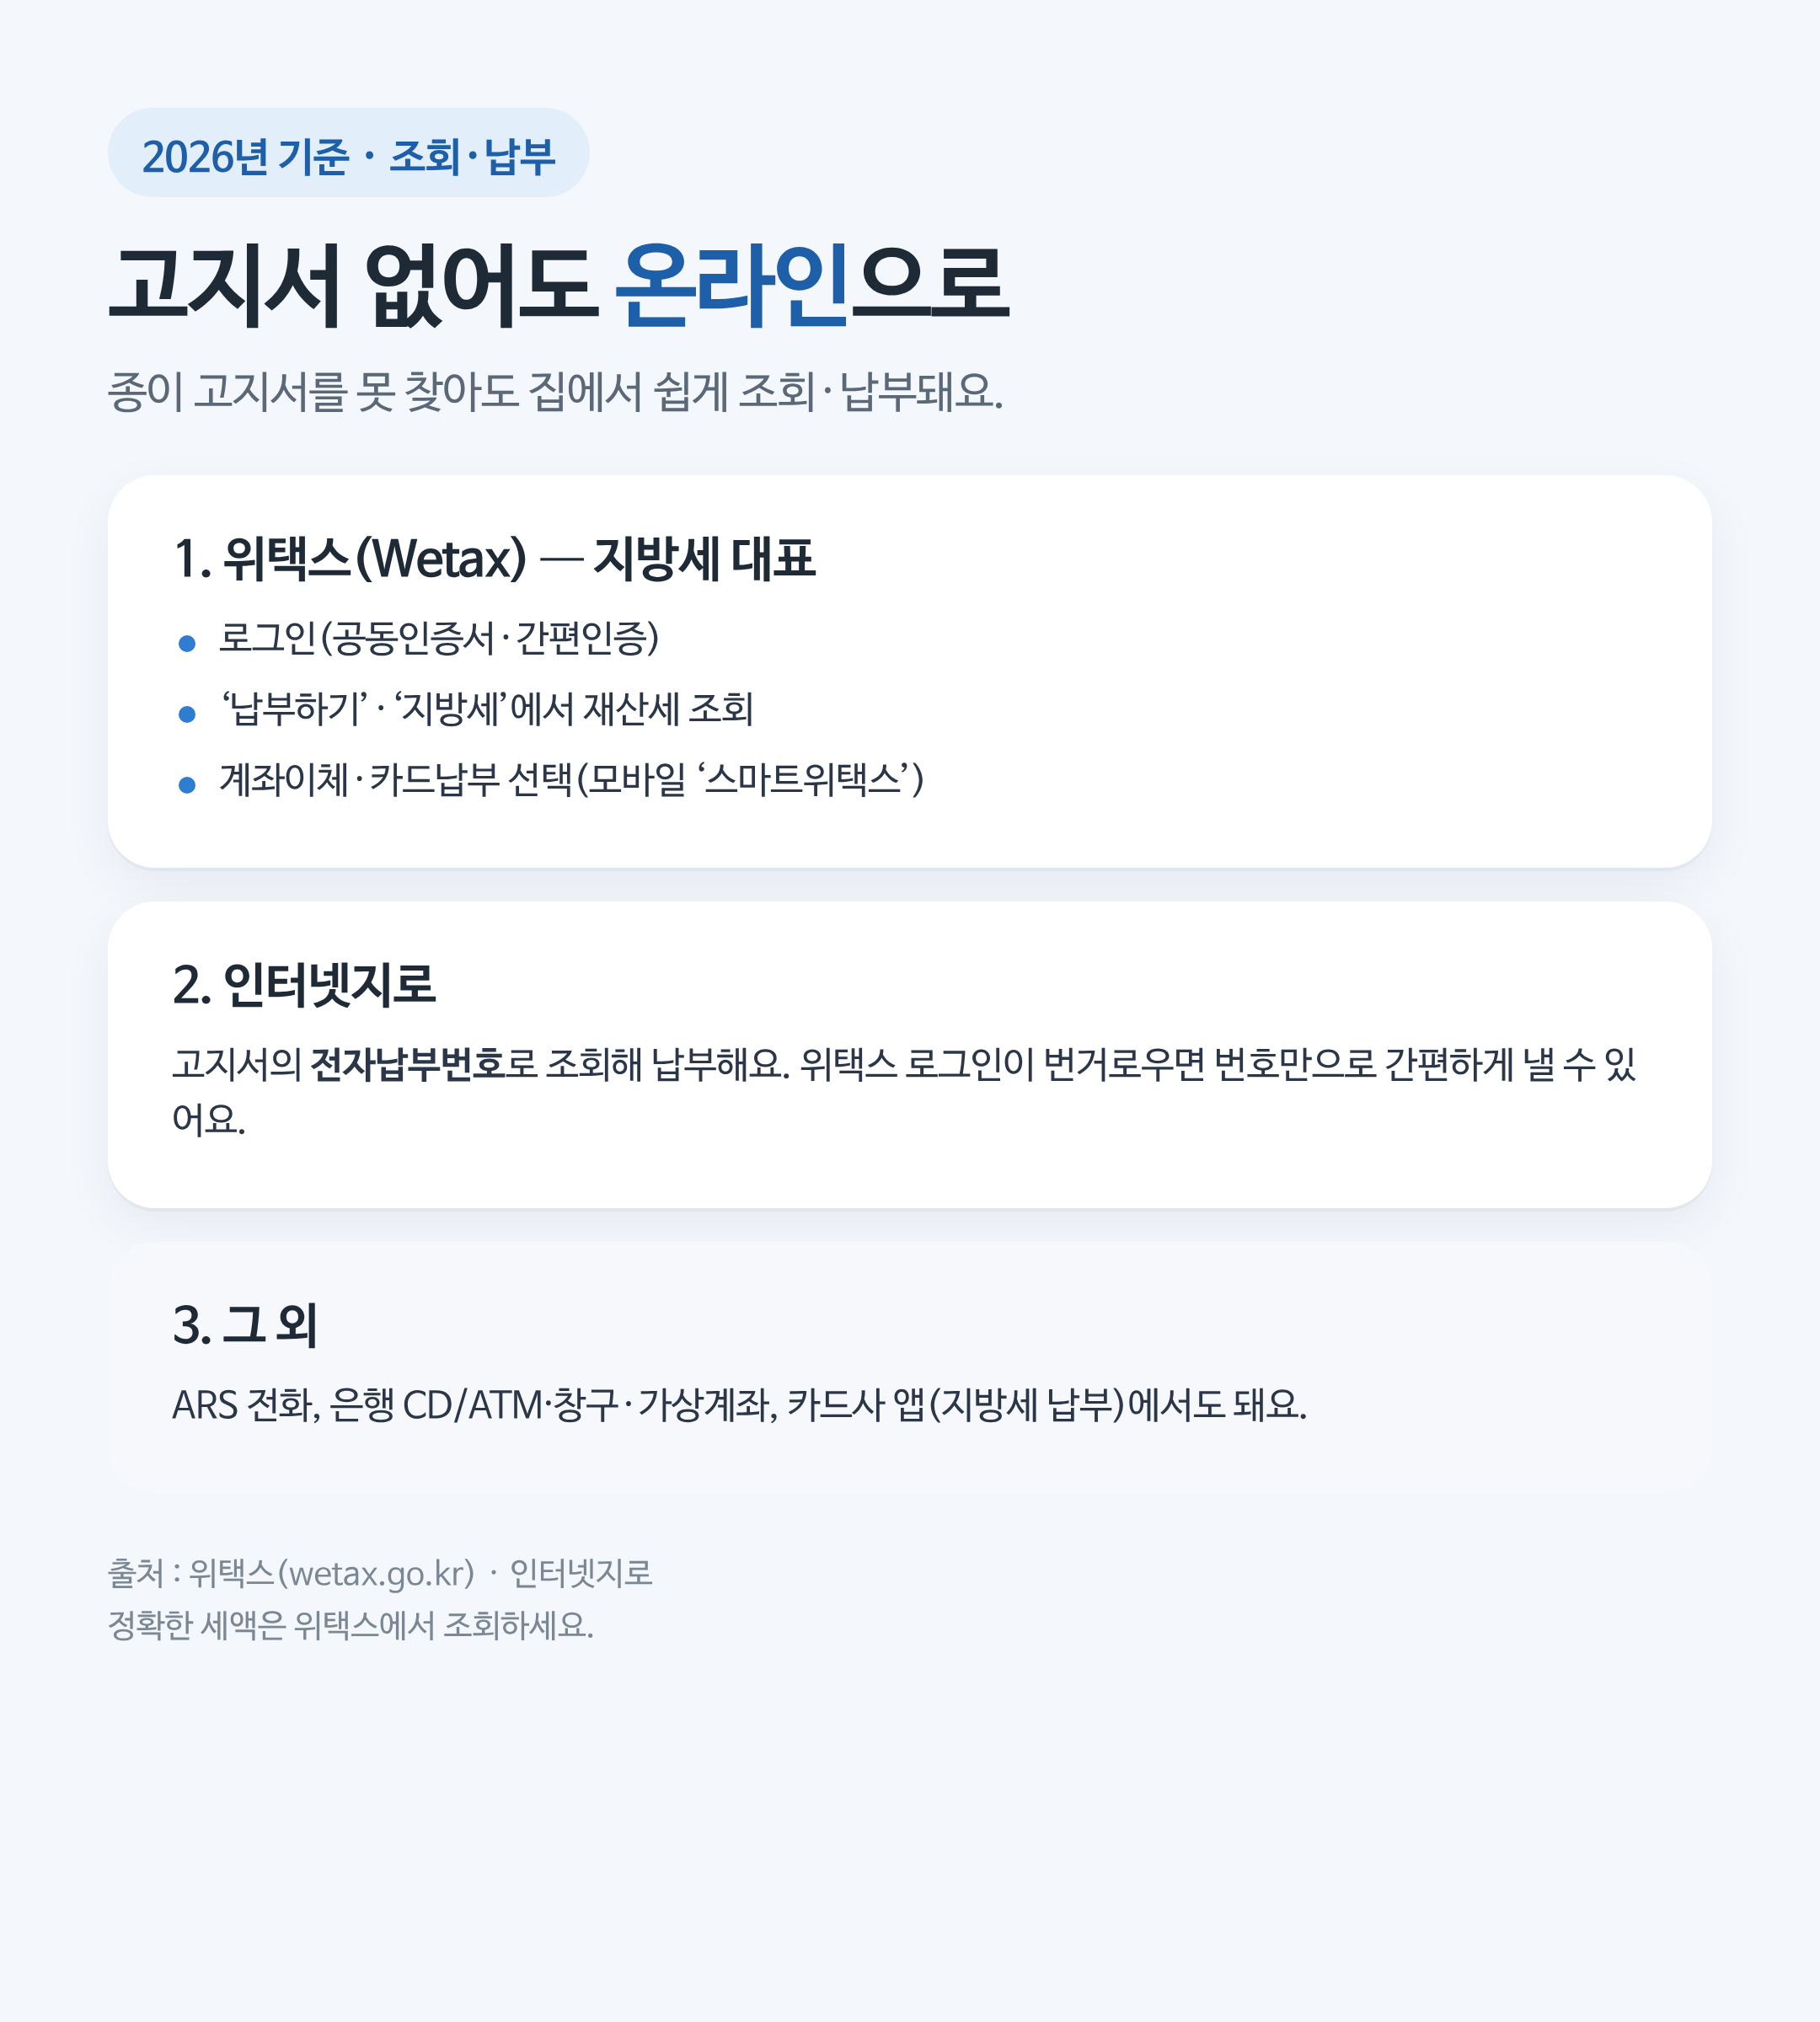 2026년 기준 · 조회·납부
고지서 없어도 온라인으로
종이 고지서를 못 찾아도 집에서 쉽게 조회·납부돼요.
1. 위택스(Wetax) — 지방세 대표
로그인(공동인증서·간편인증)
‘납부하기’ · ‘지방세’에서 재산세 조회
계좌이체·카드납부 선택(모바일 ‘스마트위택스’)
2. 인터넷지로
고지서의 전자납부번호로 조회해 납부해요. 위택스 로그인이 번거로우면 번호만으로 간편하게 낼 수 있
어요.
3. 그 외
ARS 전화, 은행 CD/ATM·창구·가상계좌, 카드사 앱(지방세 납부)에서도 돼요.
출처 : 위택스(wetax.go.kr) · 인터넷지로
정확한 세액은 위택스에서 조회하세요.